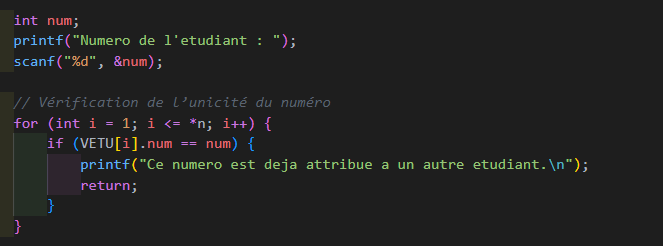 int num;
printf("Numero de l'etudiant : ");
scanf("%d", &num);
// Vérification de l’unicité du numéro
for (int i = 1; i <= *n; i++) {
if (VETU[i].num == num) {
printf("Ce numero est deja attribue a un autre etudiant.\n");
return;
}
}